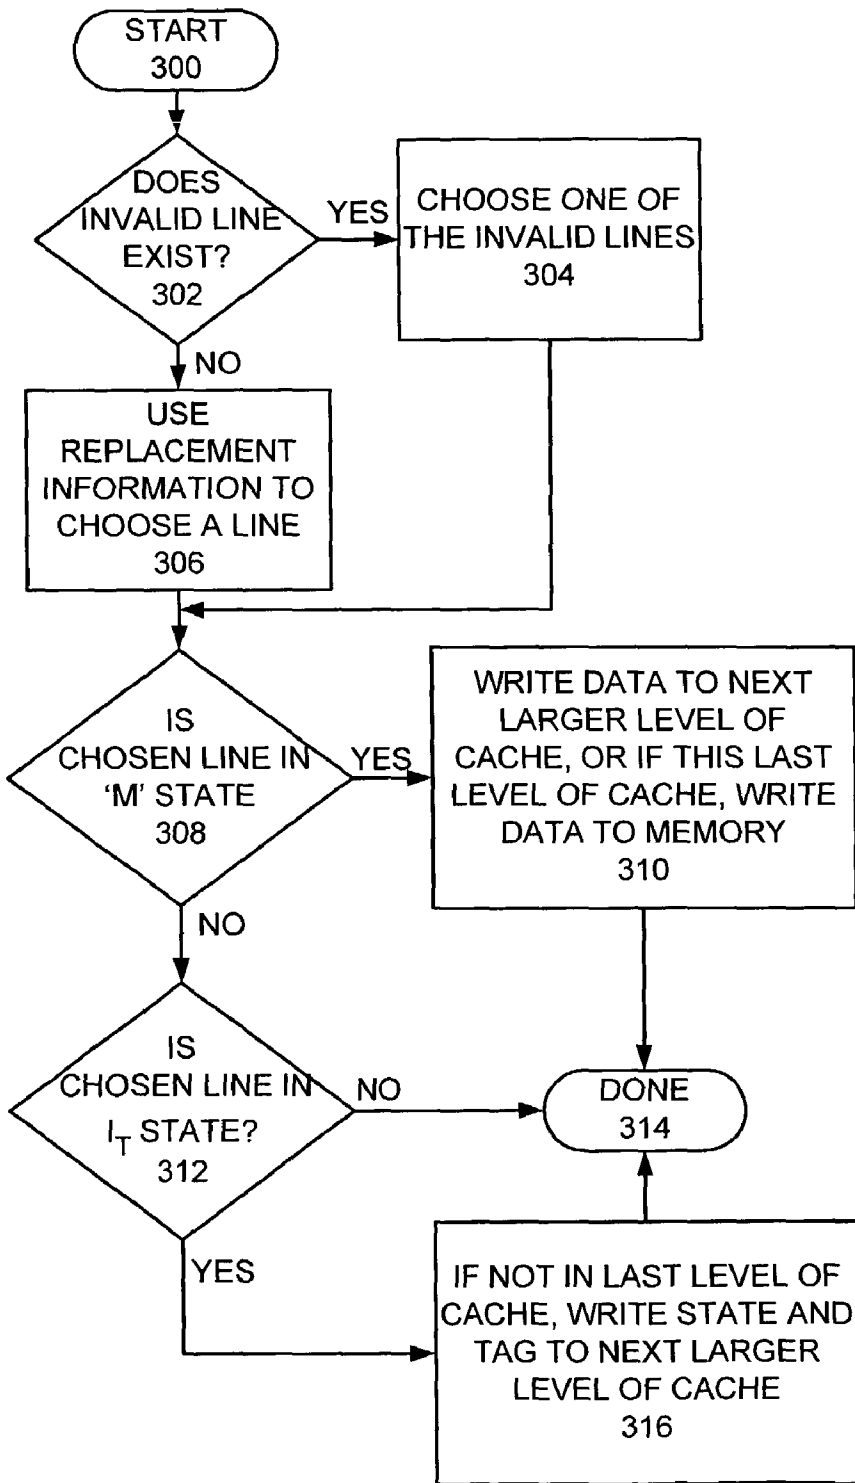 START
300
DOES
INVALID LINE
EXIST?
302
YES
CHOOSE ONE OF
THE INVALID LINES
304
NO
USE
REPLACEMENT
INFORMATION TO
CHOOSE A LINE
306
IS
CHOSEN LINE IN
'M' STATE
308
YES
WRITE DATA TO NEXT
LARGER LEVEL OF
CACHE, OR IF THIS LAST
LEVEL OF CACHE, WRITE
DATA TO MEMORY
310
NO
IS
CHOSEN LINE IN
I_T STATE?
312
NO
DONE
314
YES
IF NOT IN LAST LEVEL OF
CACHE, WRITE STATE AND
TAG TO NEXT LARGER
LEVEL OF CACHE
316